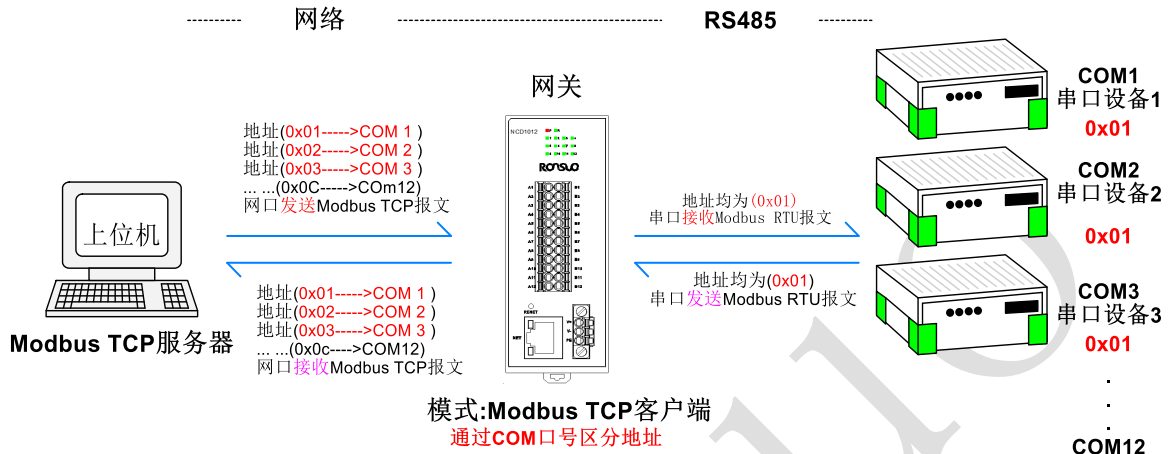 网络
RS485
网关
COM1
串口设备1
0x01
地址(0x01----->COM 1 )
地址(0x02----->COM 2 )
地址(0x03----->COM 3 )
... ...(0x0C----->COm12)
网口发送Modbus TCP报文
NCD1012
A1
B1
上位机
地址均为(0x01)
串口接收Modbus RTU报文
COM2
串口设备2
0x01
地址(0x01----->COM 1 )
地址(0x02----->COM 2 )
地址(0x03----->COM 3 )
... ...(0x0c---->COM12)
网口接收Modbus TCP报文
地址均为(0x01)
串口发送Modbus RTU报文
NET
V+
V-
PE
COM3
串口设备3
0x01
Modbus TCP服务器
模式:Modbus TCP客户端
通过COM口号区分地址
.
.
.
COM12